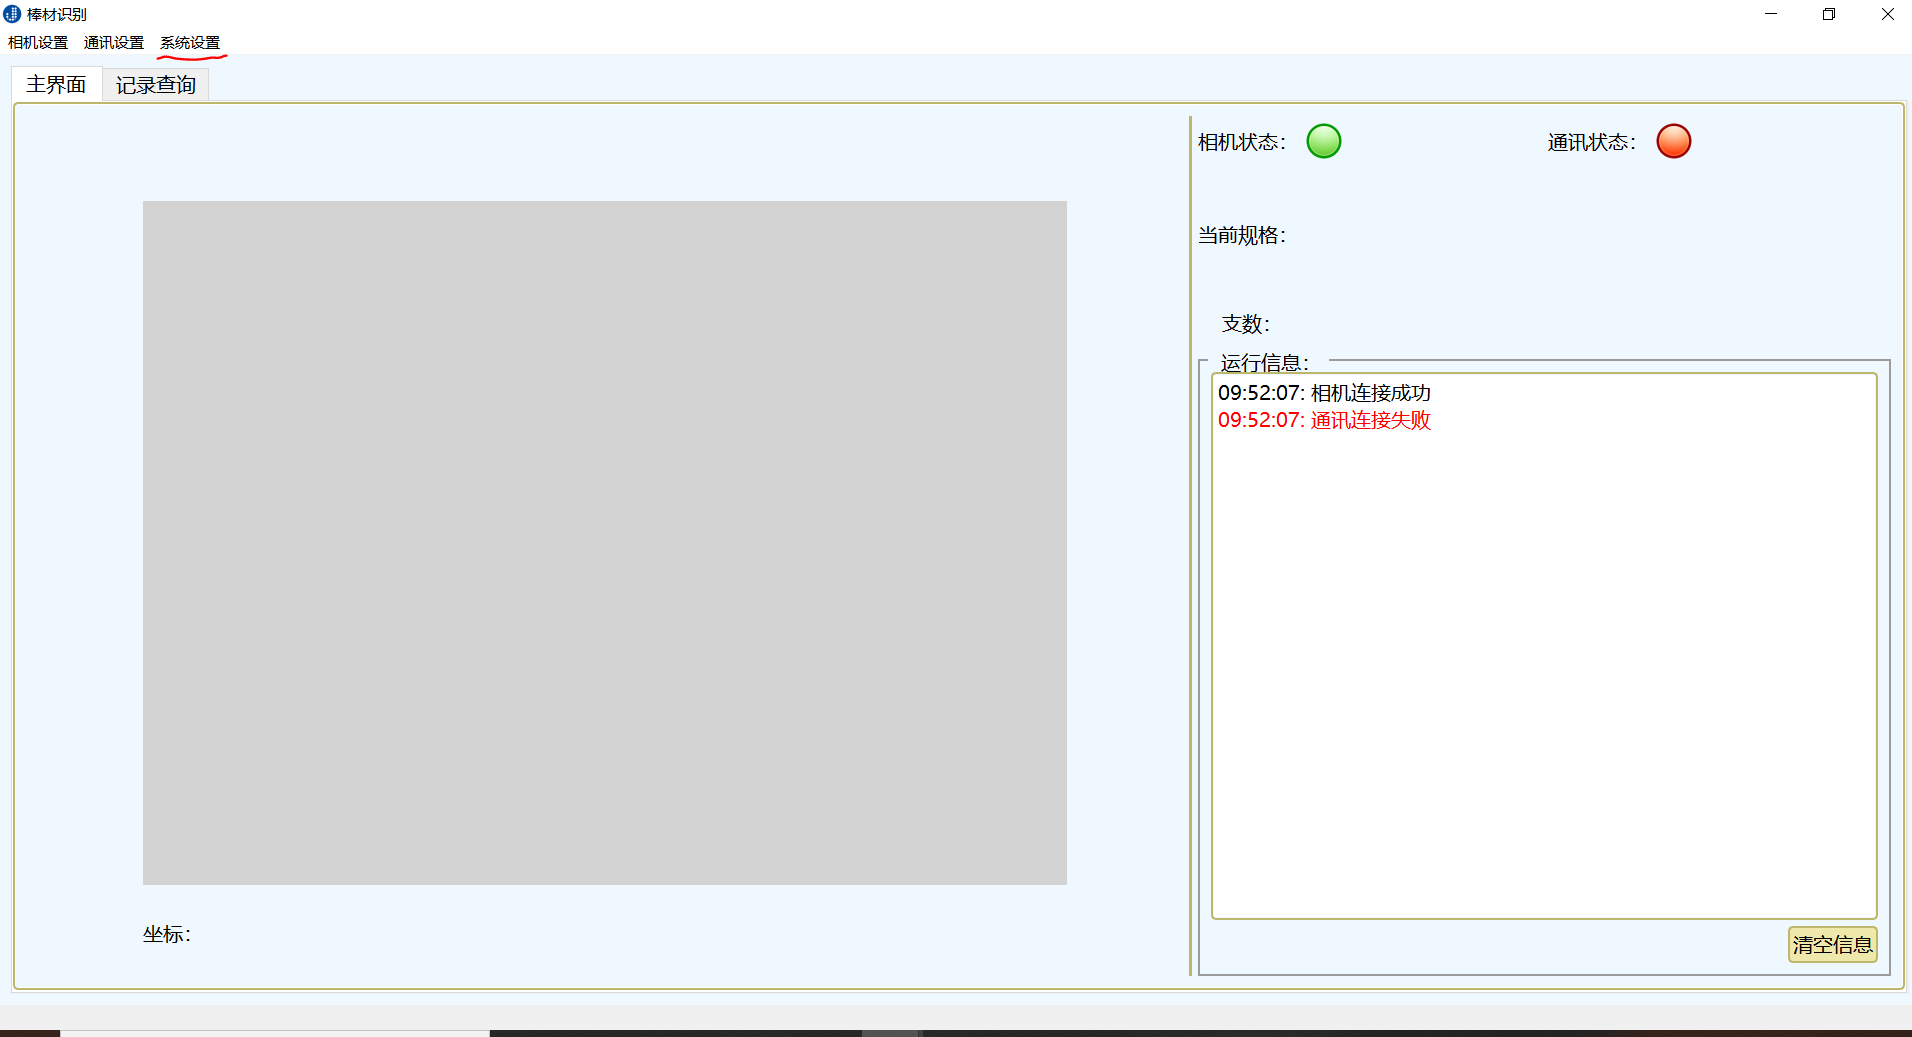 棒材识别
相机设置 通讯设置 系统设置
主界面 记录查询
相机状态： 通讯状态：
当前规格：
支数：
运行信息：
09:52:07: 相机连接成功
09:52:07: 通讯连接失败
坐标：
清空信息